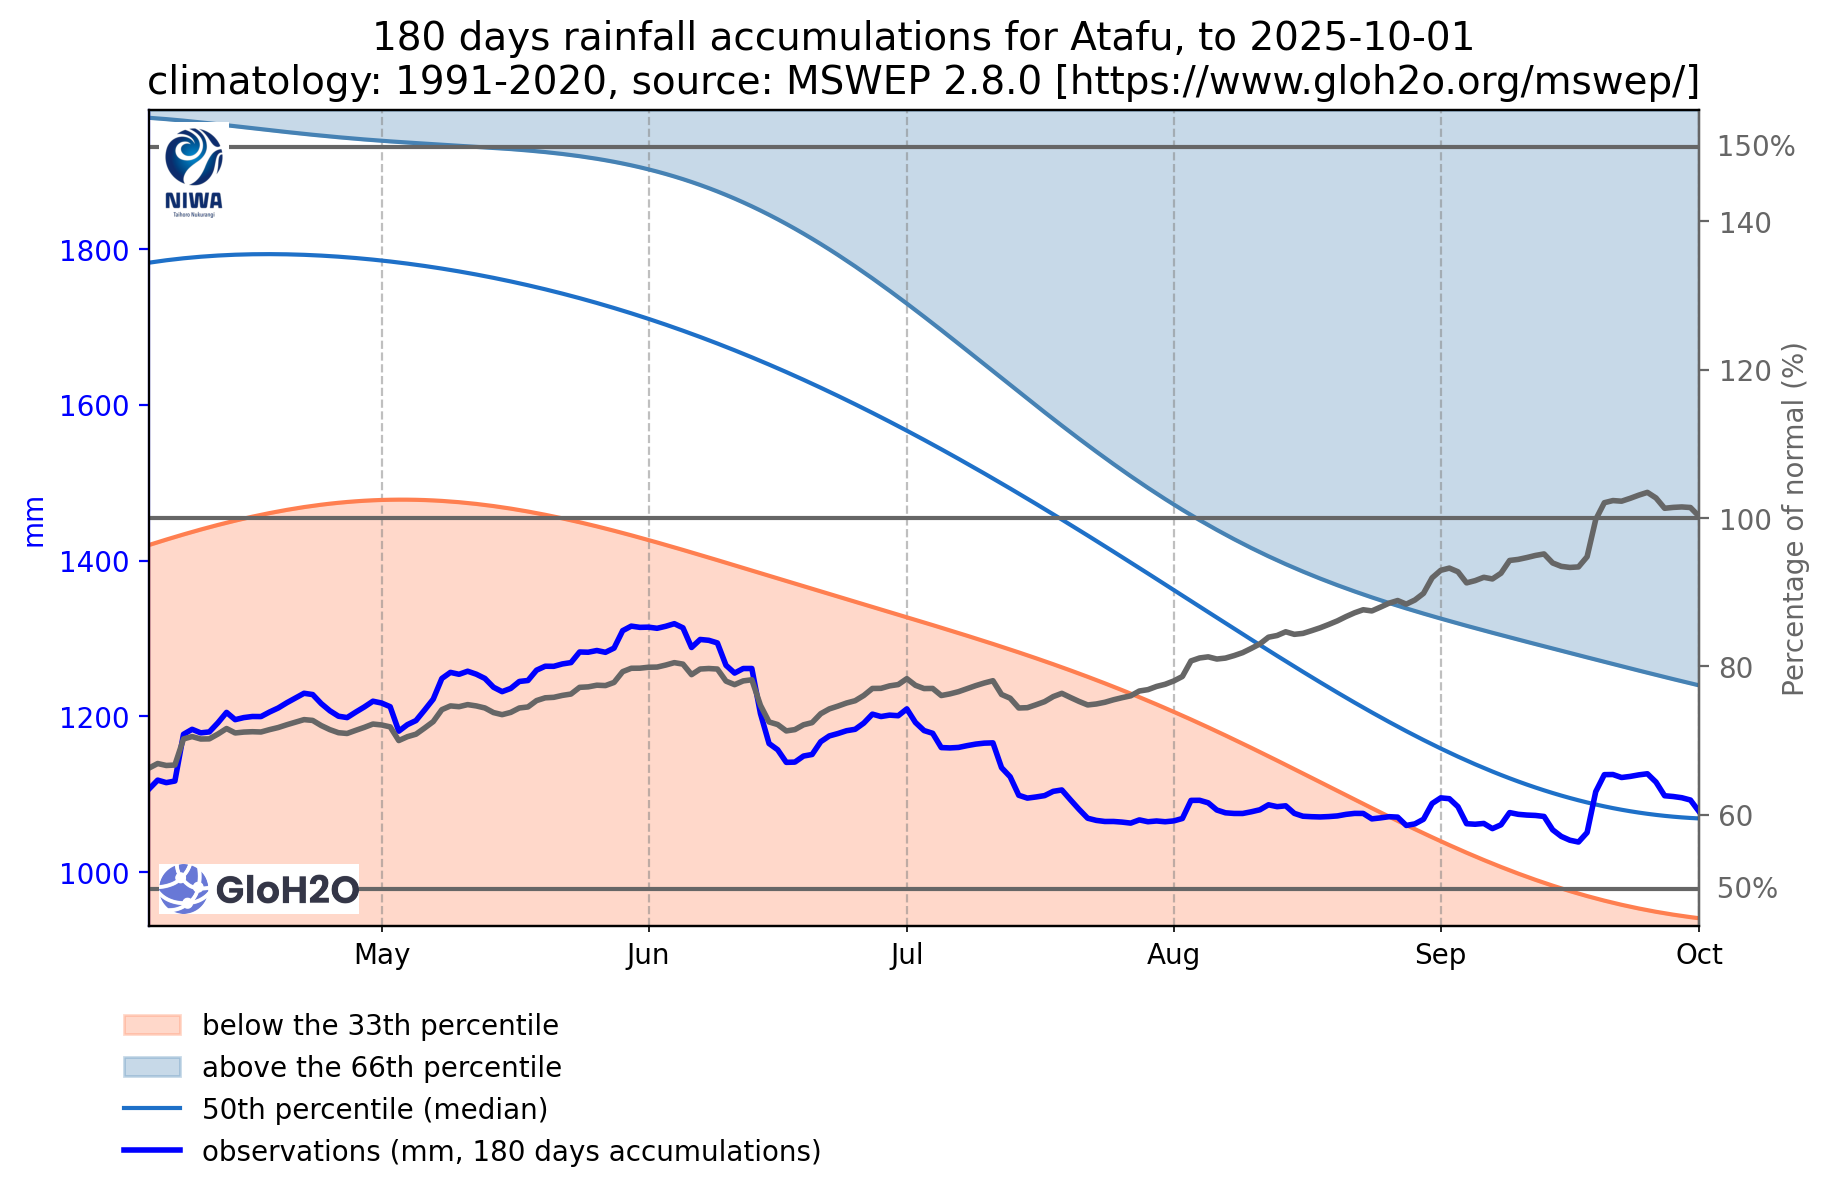 180 days rainfall accumulations for Atafu, to 2025-10-01
climatology: 1991-2020, source: MSWEP 2.8.0 [https://www.gloh2o.org/mswep/]
NIWA
Taihoro Nukurangi
150%
140
1800
120
1600
mm
100
Percentage of normal (%)
1400
80
1200
60
1000
GloH2O
50%
May
Jun
Jul
Aug
Sep
Oct
below the 33th percentile
above the 66th percentile
50th percentile (median)
observations (mm, 180 days accumulations)